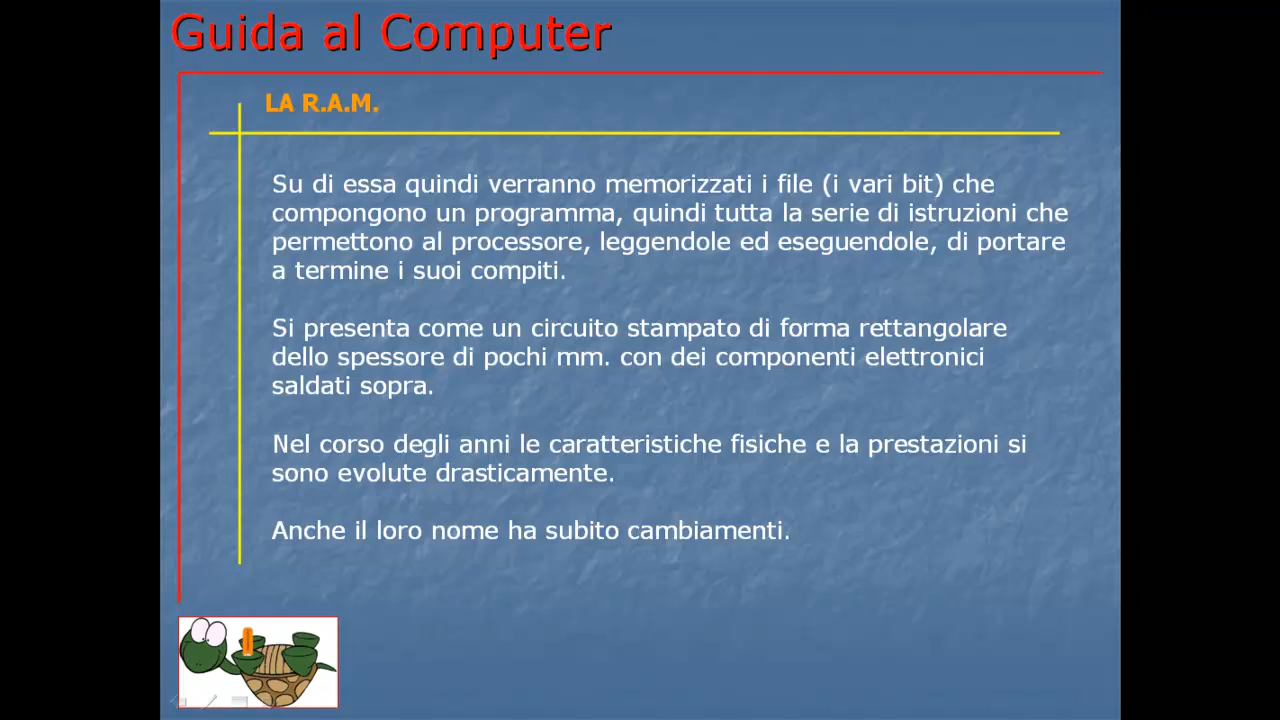 Guida al Computer
LA R.A.M.
Su di essa quindi verranno memorizzati i file (i vari bit) che
compongono un programma, quindi tutta la serie di istruzioni che
permettono al processore, leggendole ed eseguendole, di portare
a termine i suoi compiti.
Si presenta come un circuito stampato di forma rettangolare
dello spessore di pochi mm. con dei componenti elettronici
saldati sopra.
Nel corso degli anni le caratteristiche fisiche e la prestazioni si
sono evolute drasticamente.
Anche il loro nome ha subito cambiamenti.